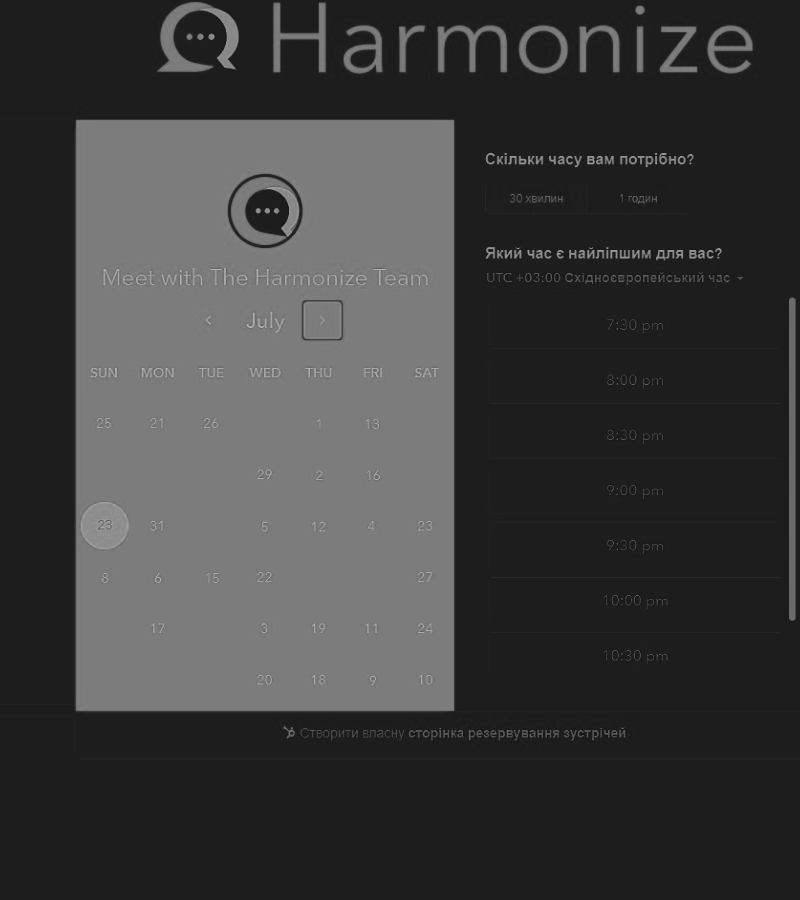 Harmonize
Meet with The Harmonize Team
July
SUN MON TUE WED THU FRI SAT
25 21 26 1 13
29 2 16
23 31 5 12 4 23
8 6 15 22 27
17 3 19 11 24
20 18 9 10
Скільки часу вам потрібно?
30 хвилин 1 годин
Який час є найліпшим для вас?
UTC +03:00 Східноєвропейський час
7:30 pm
8:00 pm
8:30 pm
9:00 pm
9:30 pm
10:00 pm
10:30 pm
Створити власну сторінка резервування зустрічей